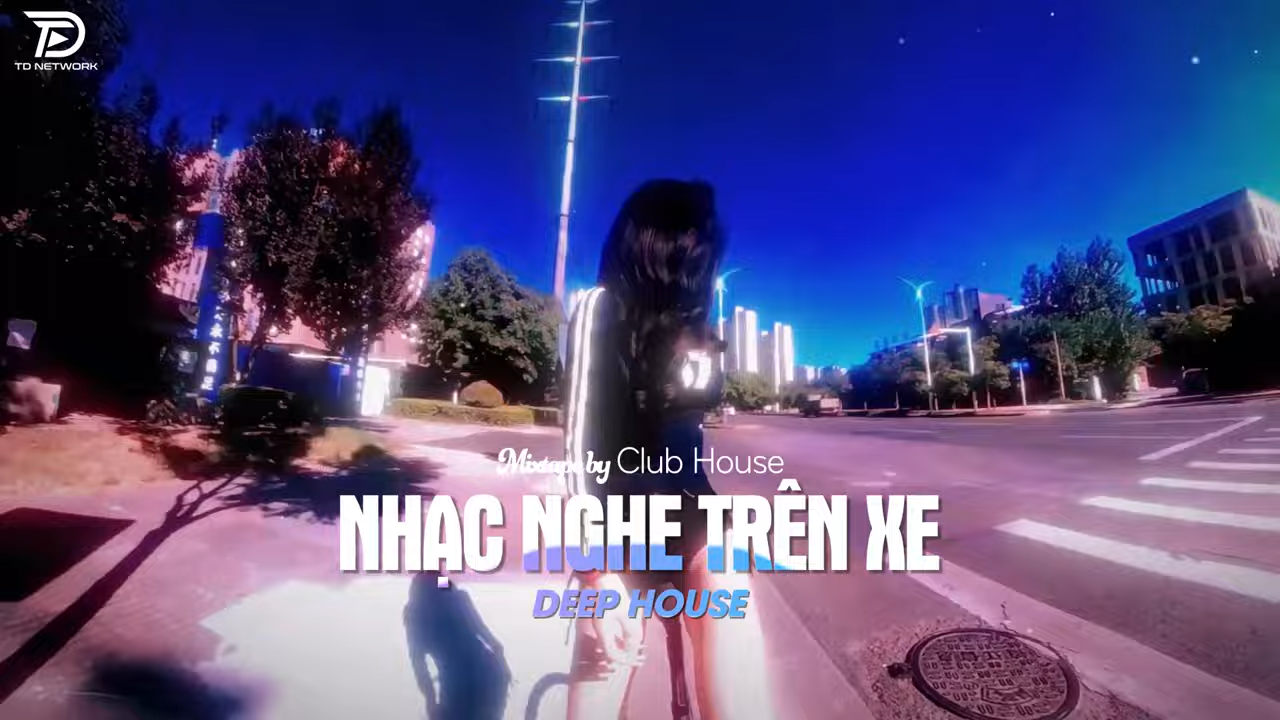 TD NETWORK
Mixtape by Club House
NHẠC NGHE TRÊN XE
DEEP HOUSE